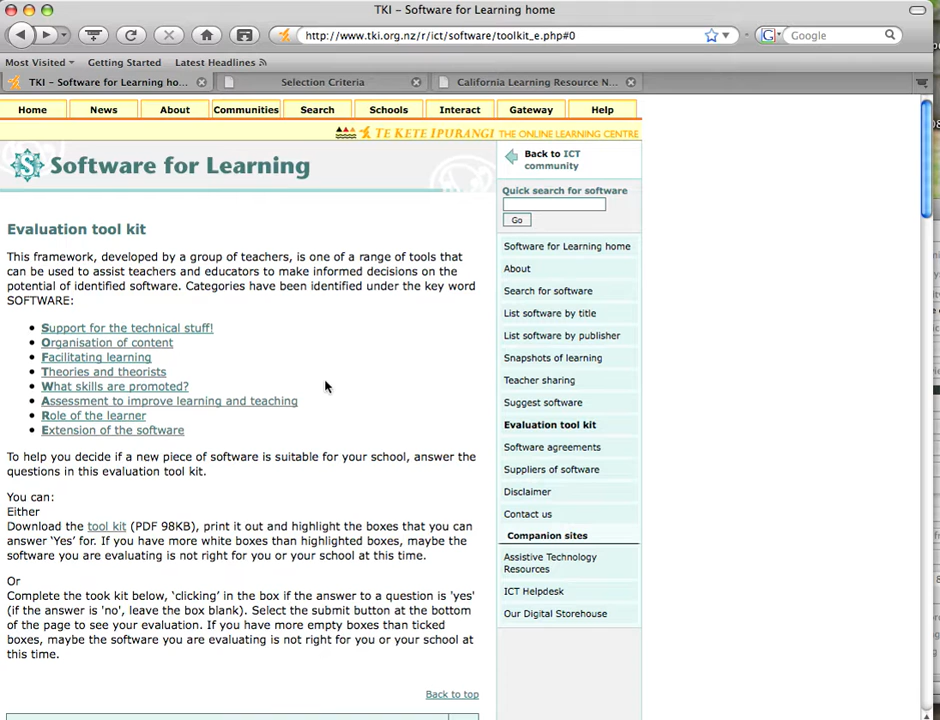 TKI – Software for Learning home
http://www.tki.org.nz/r/ict/software/toolkit_e.php#0
Google
Most Visited
Getting Started
Latest Headlines
TKI – Software for Learning ho...
Selection Criteria
California Learning Resource N...
Home
News
About
Communities
Search
Schools
Interact
Gateway
Help
TE KETE IPURANGI THE ONLINE LEARNING CENTRE
Software for Learning
Evaluation tool kit
This framework, developed by a group of teachers, is one of a range of tools that
can be used to assist teachers and educators to make informed decisions on the
potential of identified software. Categories have been identified under the key word
SOFTWARE:
• Support for the technical stuff!
• Organisation of content
• Facilitating learning
• Theories and theorists
• What skills are promoted?
• Assessment to improve learning and teaching
• Role of the learner
• Extension of the software
To help you decide if a new piece of software is suitable for your school, answer the
questions in this evaluation tool kit.
You can:
Either
Download the tool kit (PDF 98KB), print it out and highlight the boxes that you can
answer ‘Yes’ for. If you have more white boxes than highlighted boxes, maybe the
software you are evaluating is not right for you or your school at this time.
Or
Complete the took kit below, ‘clicking’ in the box if the answer to a question is 'yes'
(if the answer is 'no', leave the box blank). Select the submit button at the bottom
of the page to see your evaluation. If you have more empty boxes than ticked
boxes, maybe the software you are evaluating is not right for you or your school at
this time.
Back to top
Back to ICT
community
Quick search for software
Go
Software for Learning home
About
Search for software
List software by title
List software by publisher
Snapshots of learning
Teacher sharing
Suggest software
Evaluation tool kit
Software agreements
Suppliers of software
Disclaimer
Contact us
Companion sites
Assistive Technology
Resources
ICT Helpdesk
Our Digital Storehouse